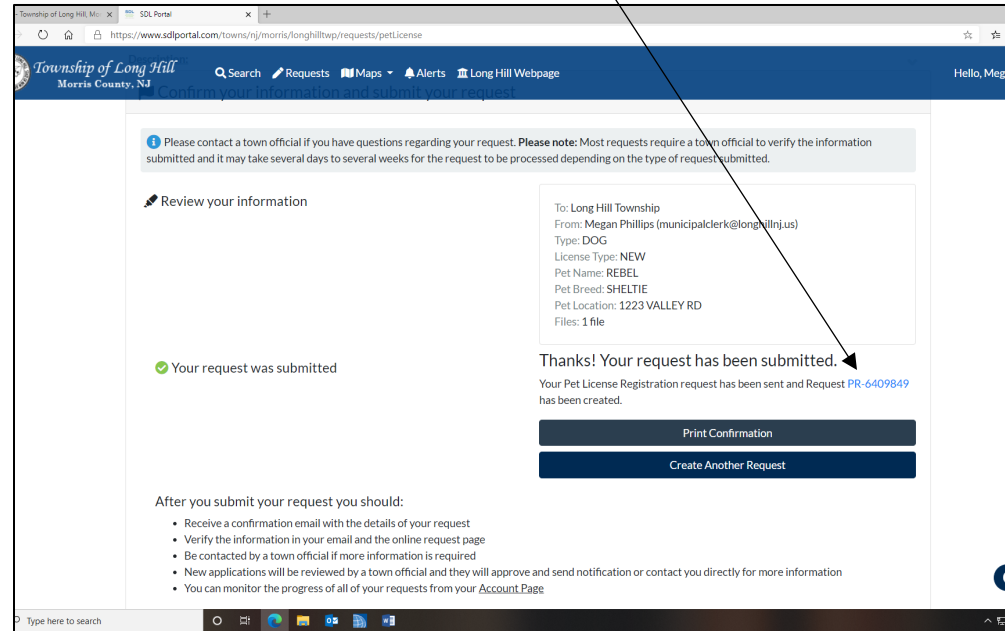 - Township of Long Hill, Mor
SDL Portal
https://www.sdlportal.com/towns/nj/morris/longhilltwp/requests/petLicense
Township of Long Hill
Morris County, NJ
Search Requests Maps Alerts Long Hill Webpage
Hello, Meg
Confirm your information and submit your request
Please contact a town official if you have questions regarding your request. Please note: Most requests require a town official to verify the information
submitted and it may take several days to several weeks for the request to be processed depending on the type of request submitted.
Review your information
To: Long Hill Township
From: Megan Phillips (municipalclerk@longhillnj.us)
Type: DOG
License Type: NEW
Pet Name: REBEL
Pet Breed: SHELTIE
Pet Location: 1223 VALLEY RD
Files: 1 file
Your request was submitted
Thanks! Your request has been submitted.
Your Pet License Registration request has been sent and Request PR-6409849
has been created.
Print Confirmation
Create Another Request
After you submit your request you should:
• Receive a confirmation email with the details of your request
• Verify the information in your email and the online request page
• Be contacted by a town official if more information is required
• New applications will be reviewed by a town official and they will approve and send notification or contact you directly for more information
• You can monitor the progress of all of your requests from your Account Page
Type here to search